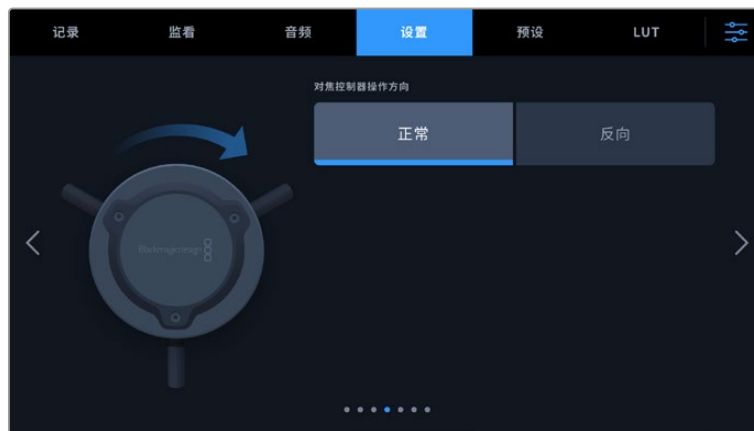 记录 监看 音频 设置 预设 LUT
对焦控制器操作方向
正常 反向
Blackmagicdesign